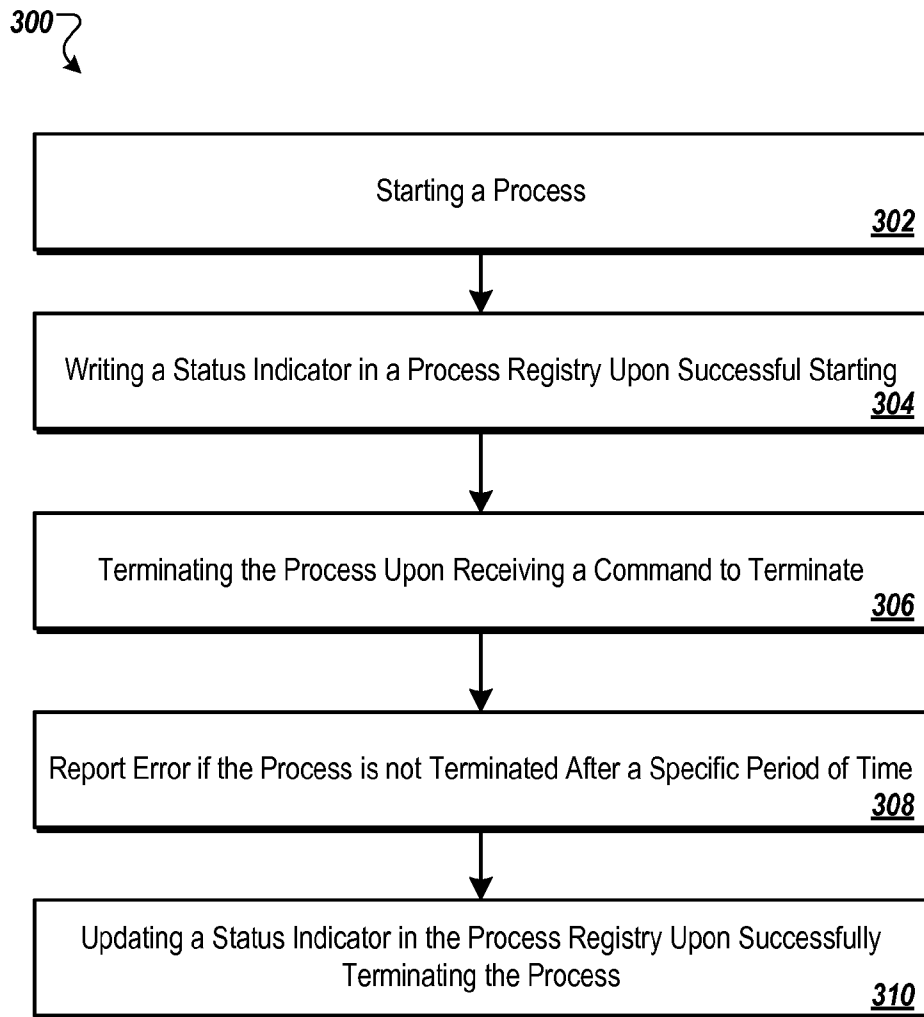 300
Starting a Process
302
Writing a Status Indicator in a Process Registry Upon Successful Starting
304
Terminating the Process Upon Receiving a Command to Terminate
306
Report Error if the Process is not Terminated After a Specific Period of Time
308
Updating a Status Indicator in the Process Registry Upon Successfully
Terminating the Process
310